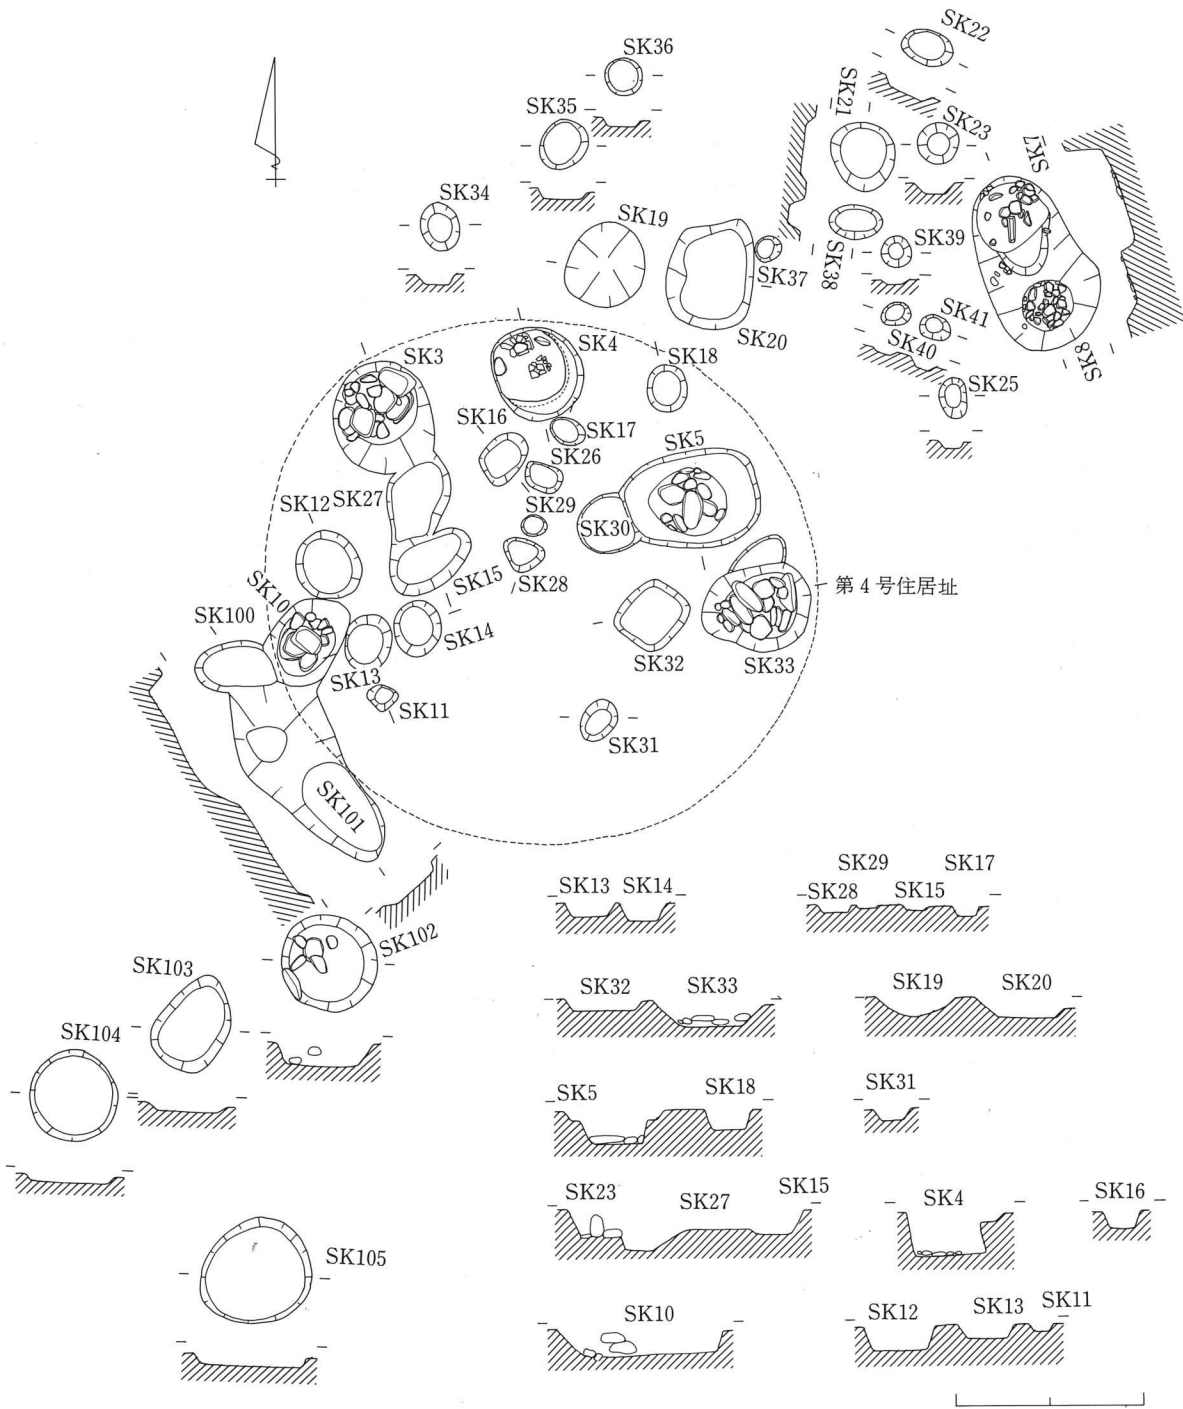 SK36
SK22
SK35
SK21
SK23
SK7
SK34
SK19
SK39
SK37
SK38
SK41
SK20
SK40
SK8
SK3
SK4
SK18
SK25
SK16
SK17
SK5
SK26
SK12
SK27
SK29
SK30
SK15
SK28
第4号住居址
SK10
SK100
SK14
SK32
SK33
SK13
SK11
SK31
SK101
SK102
SK103
SK104
SK105
SK13 SK14
SK29 SK17
SK28 SK15
SK32 SK33
SK19 SK20
SK5 SK18
SK31
SK23 SK27 SK15
SK4
SK16
SK10
SK12 SK13 SK11